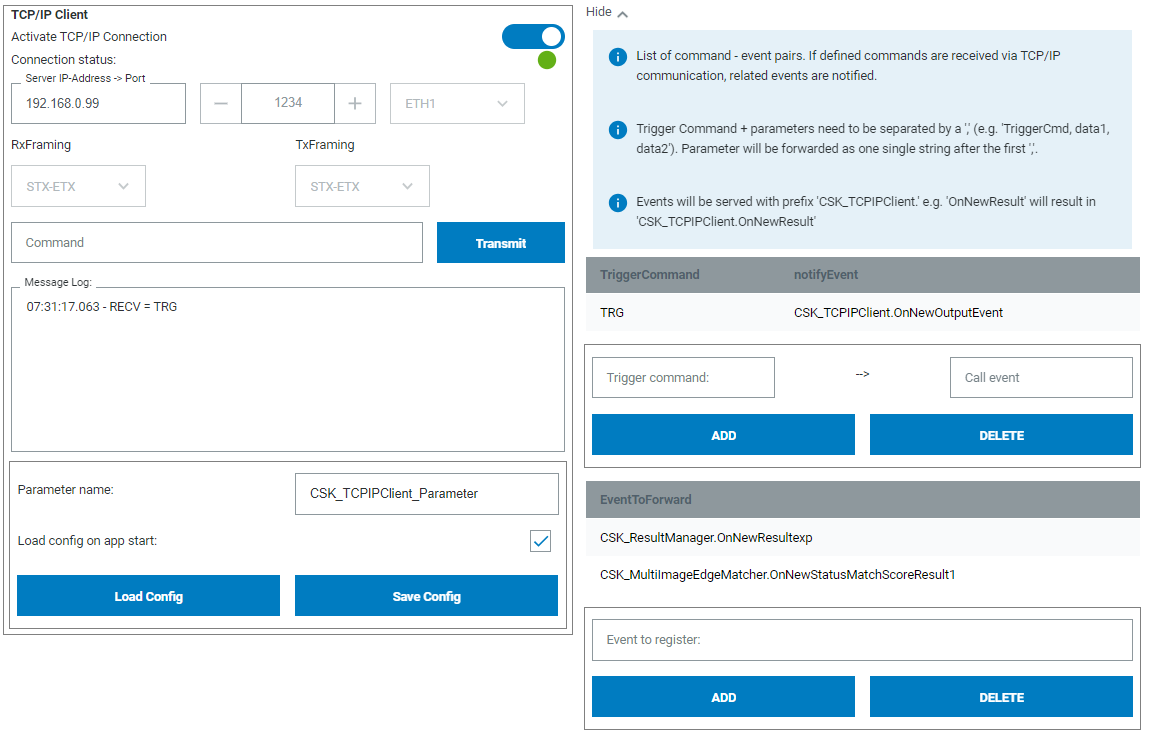 TCP/IP Client
Activate TCP/IP Connection
Connection status:
Server IP-Address -> Port
192.168.0.99
1234
ETH1
RxFraming
TxFraming
STX-ETX
STX-ETX
Command
Transmit
Message Log:
07:31:17.063 - RECV = TRG
Parameter name:
CSK_TCPIPClient_Parameter
Load config on app start:
Load Config
Save Config
Hide
List of command - event pairs. If defined commands are received via TCP/IP
communication, related events are notified.
Trigger Command + parameters need to be separated by a ',' (e.g. 'TriggerCmd, data1,
data2'). Parameter will be forwarded as one single string after the first ','.
Events will be served with prefix 'CSK_TCPIPClient.' e.g. 'OnNewResult' will result in
'CSK_TCPIPClient.OnNewResult'
TriggerCommand notifyEvent
TRG CSK_TCPIPClient.OnNewOutputEvent
Trigger command: --> Call event
ADD DELETE
EventToForward
CSK_ResultManager.OnNewResultexp
CSK_MultiImageEdgeMatcher.OnNewStatusMatchScoreResult1
Event to register:
ADD DELETE